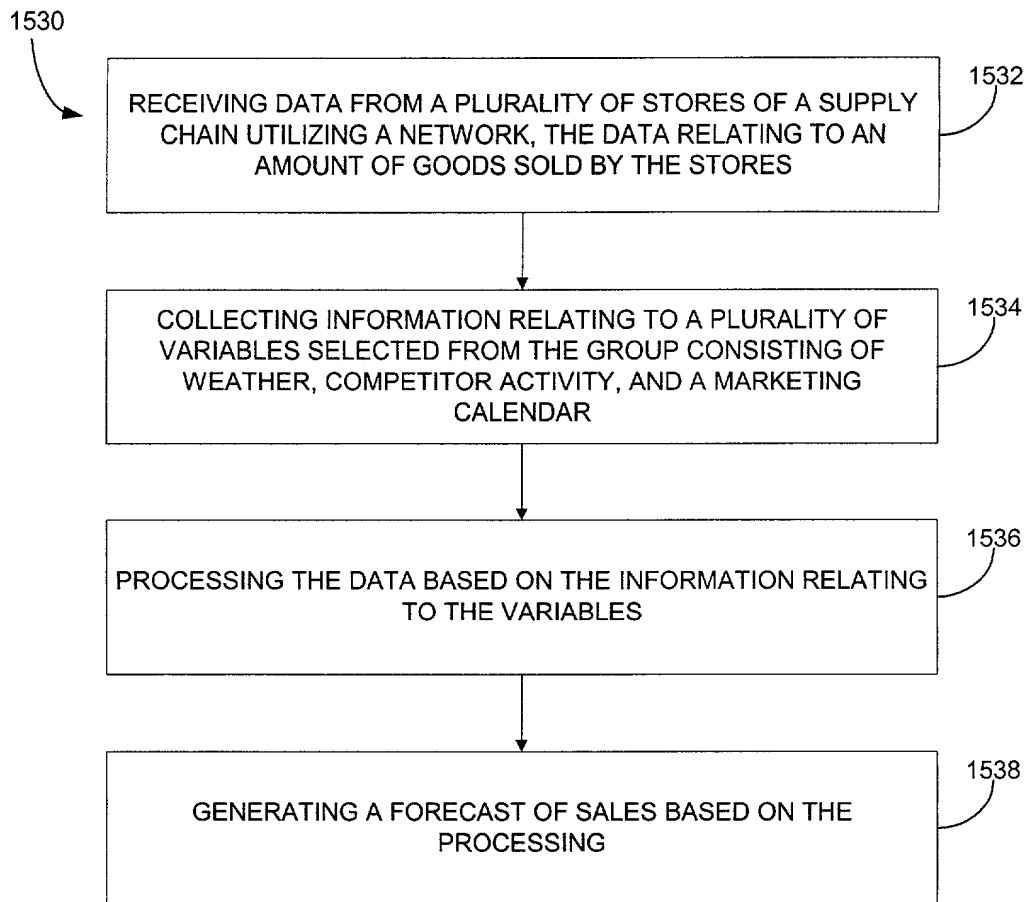 1530
1532
RECEIVING DATA FROM A PLURALITY OF STORES OF A SUPPLY
CHAIN UTILIZING A NETWORK, THE DATA RELATING TO AN
AMOUNT OF GOODS SOLD BY THE STORES
1534
COLLECTING INFORMATION RELATING TO A PLURALITY OF
VARIABLES SELECTED FROM THE GROUP CONSISTING OF
WEATHER, COMPETITOR ACTIVITY, AND A MARKETING
CALENDAR
1536
PROCESSING THE DATA BASED ON THE INFORMATION RELATING
TO THE VARIABLES
1538
GENERATING A FORECAST OF SALES BASED ON THE
PROCESSING